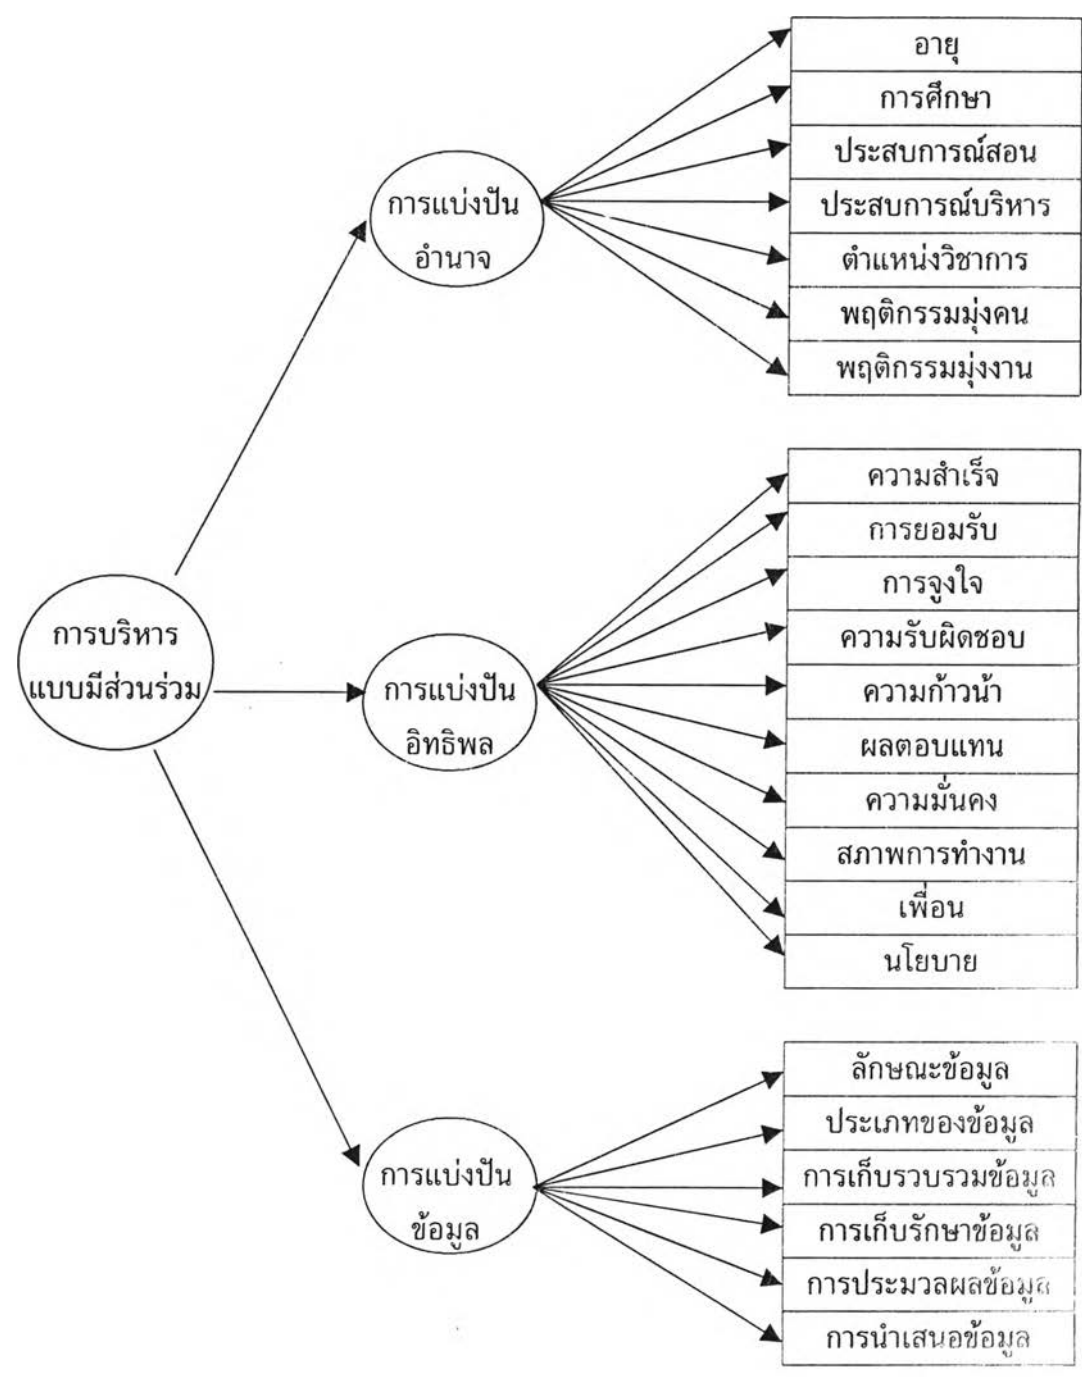 อายุ
การศึกษา
ประสบการณ์สอน
ประสบการณ์บริหาร
ตำแหน่งวิชาการ
พฤติกรรมมุ่งคน
พฤติกรรมมุ่งงาน
การแบ่งปัน
อำนาจ
ความสำเร็จ
การยอมรับ
การจูงใจ
ความรับผิดชอบ
ความก้าวน้า
ผลตอบแทน
ความมั่นคง
สภาพการทำงาน
เพื่อน
นโยบาย
การบริหาร
แบบมีส่วนร่วม
การแบ่งปัน
อิทธิพล
ลักษณะข้อมูล
ประเภทของข้อมูล
การเก็บรวบรวมข้อมูล
การเก็บรักษาข้อมูล
การประมวลผลข้อมูล
การนำเสนอข้อมูล
การแบ่งปัน
ข้อมูล